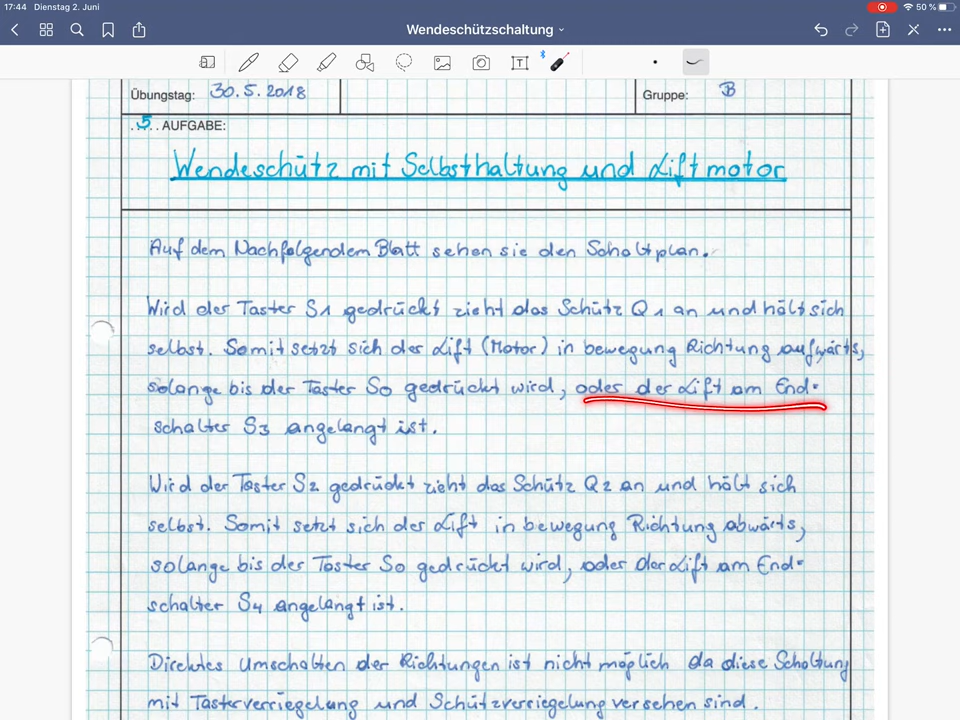 17:44 Dienstag 2. Juni
50 %
Wendeschützschaltung
Übungstag: 30.5.2018
Gruppe: B
.5. . AUFGABE:
Wendeschütz mit Selbsthaltung und Liftmotor
Auf dem Nachfolgendem Blatt sehen sie den Schaltplan.
Wird der Taster S1 gedrückt zieht das Schütz Q1 an und hält sich
selbst. Somit setzt sich der Lift (Motor) in bewegung Richtung aufwärts,
solange bis der Taster S0 gedrückt wird, oder der Lift am End-
schalter S3 angelangt ist.
Wird der Taster S2 gedrückt zieht das Schütz Q2 an und hält sich
selbst. Somit setzt sich der Lift in bewegung Richtung abwärts,
solange bis der Taster S0 gedrückt wird, oder der Lift am End-
schalter S4 angelangt ist.
Direktes Umschalten der Richtungen ist nicht möglich da diese Schaltung
mit Tasterverriegelung und Schützverriegelung versehen sind.